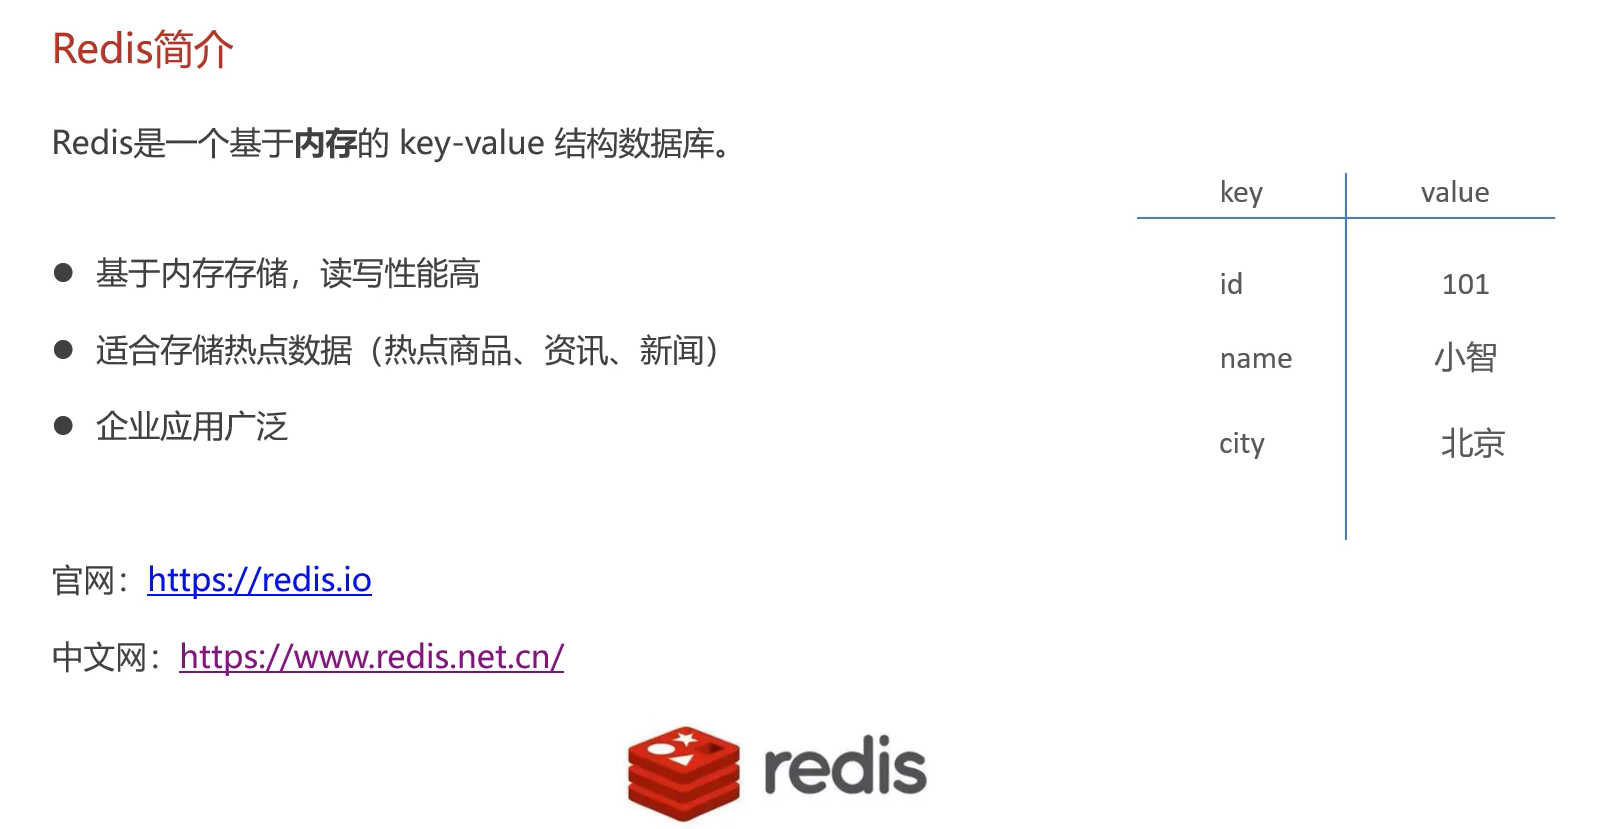 Redis简介
Redis是一个基于内存的 key-value 结构数据库。
基于内存存储，读写性能高
适合存储热点数据（热点商品、资讯、新闻）
企业应用广泛
官网：https://redis.io
中文网：https://www.redis.net.cn/
key value
id 101
name 小智
city 北京
redis